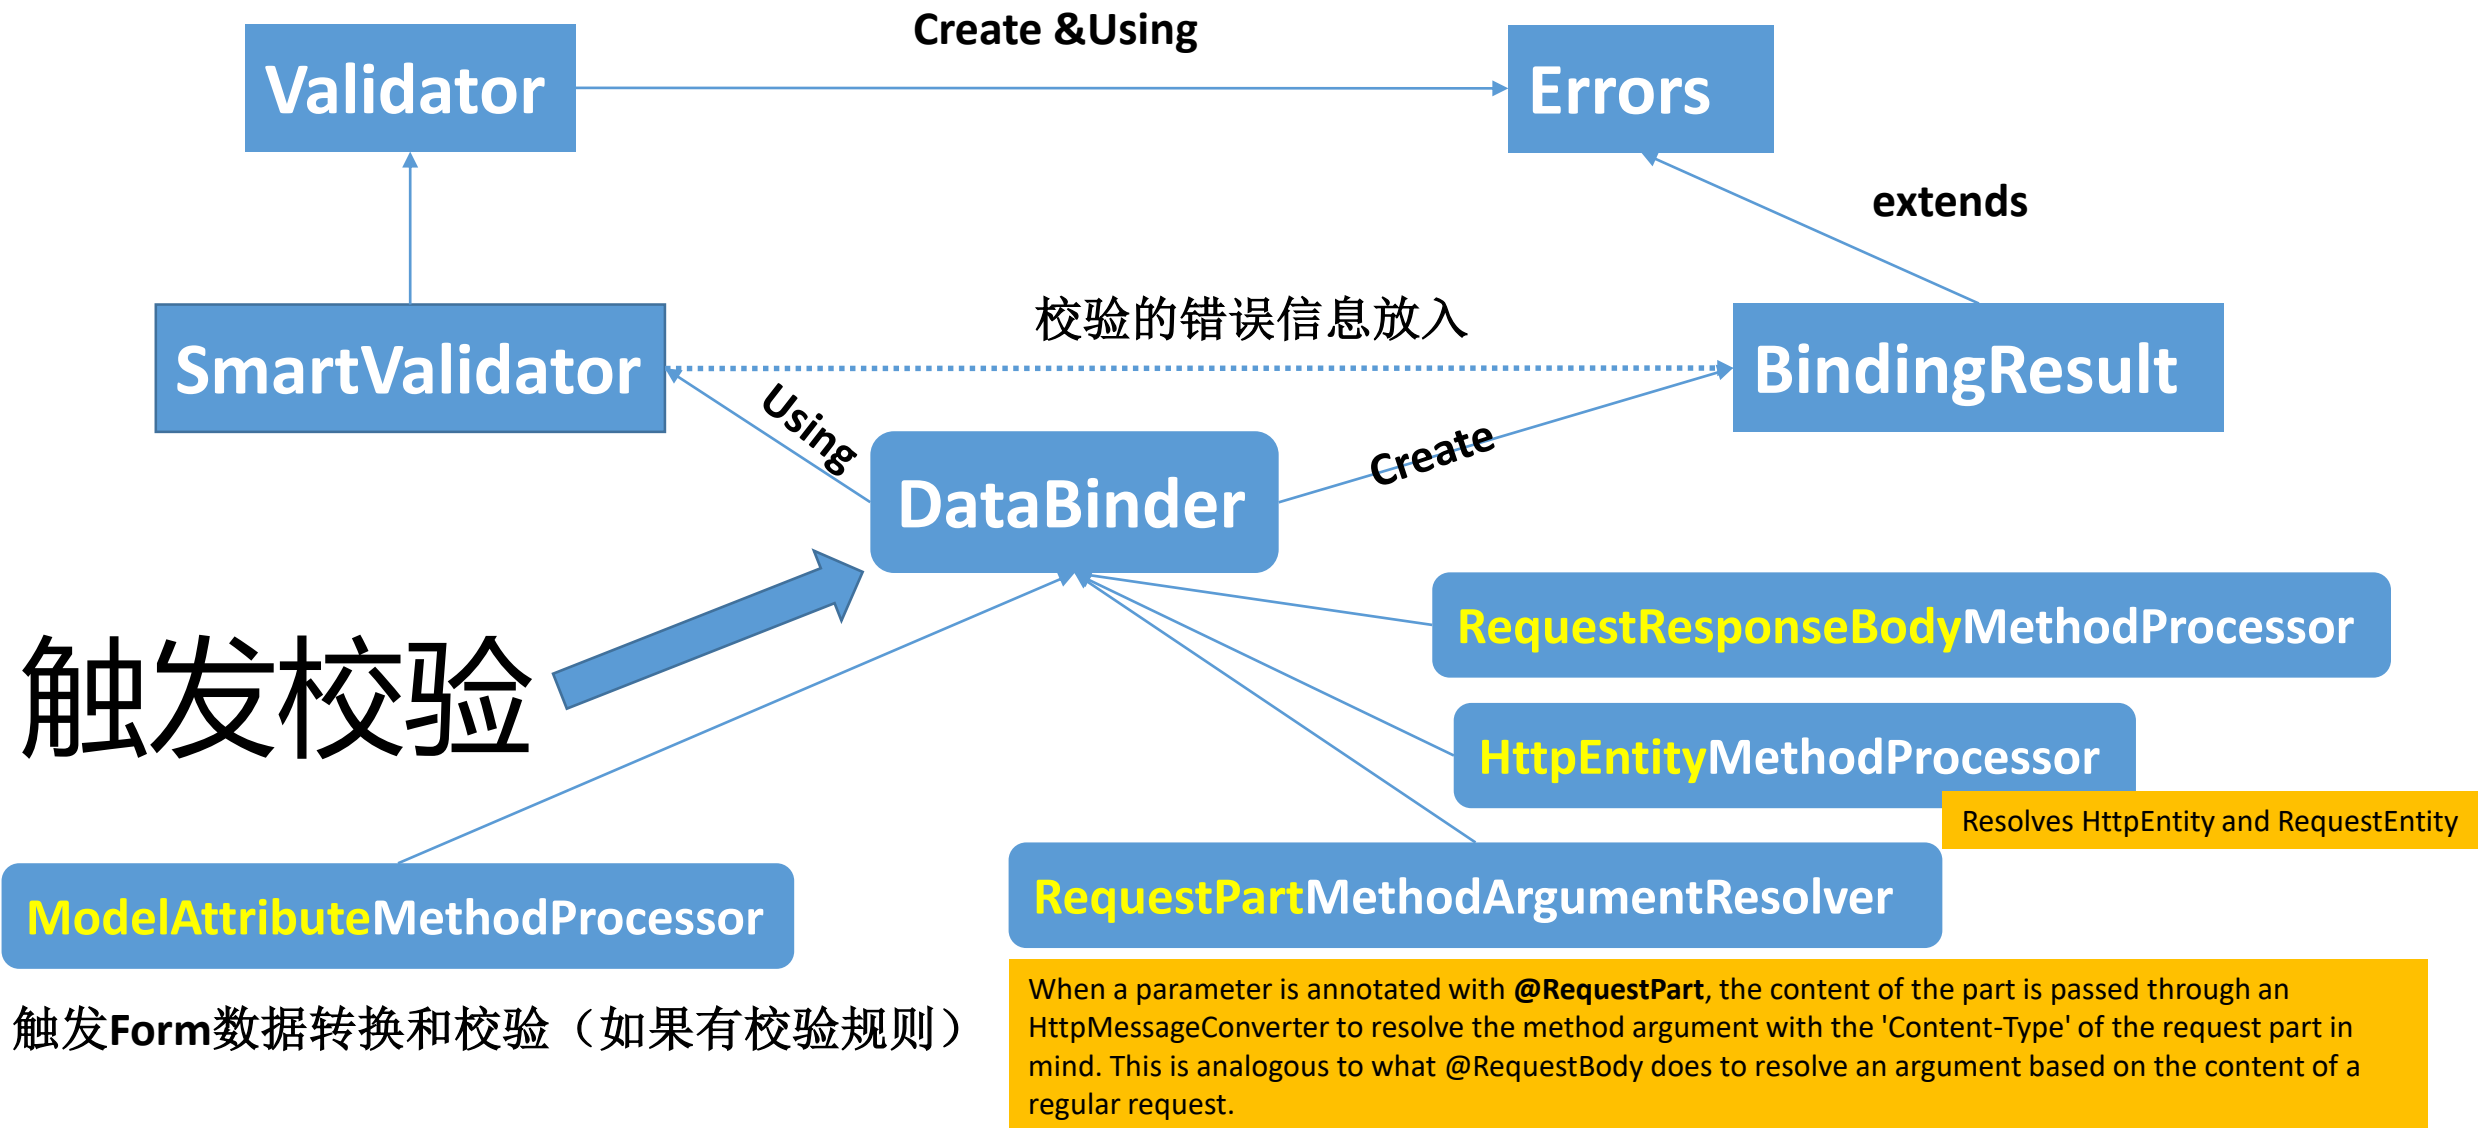 Create &Using
Validator
Errors
extends
校验的错误信息放入
SmartValidator
BindingResult
Using
Create
DataBinder
触发校验
RequestResponseBodyMethodProcessor
HttpEntityMethodProcessor
Resolves HttpEntity and RequestEntity
ModelAttributeMethodProcessor
RequestPartMethodArgumentResolver
触发Form数据转换和校验（如果有校验规则）
When a parameter is annotated with @RequestPart, the content of the part is passed through an
HttpMessageConverter to resolve the method argument with the 'Content-Type' of the request part in
mind. This is analogous to what @RequestBody does to resolve an argument based on the content of a
regular request.